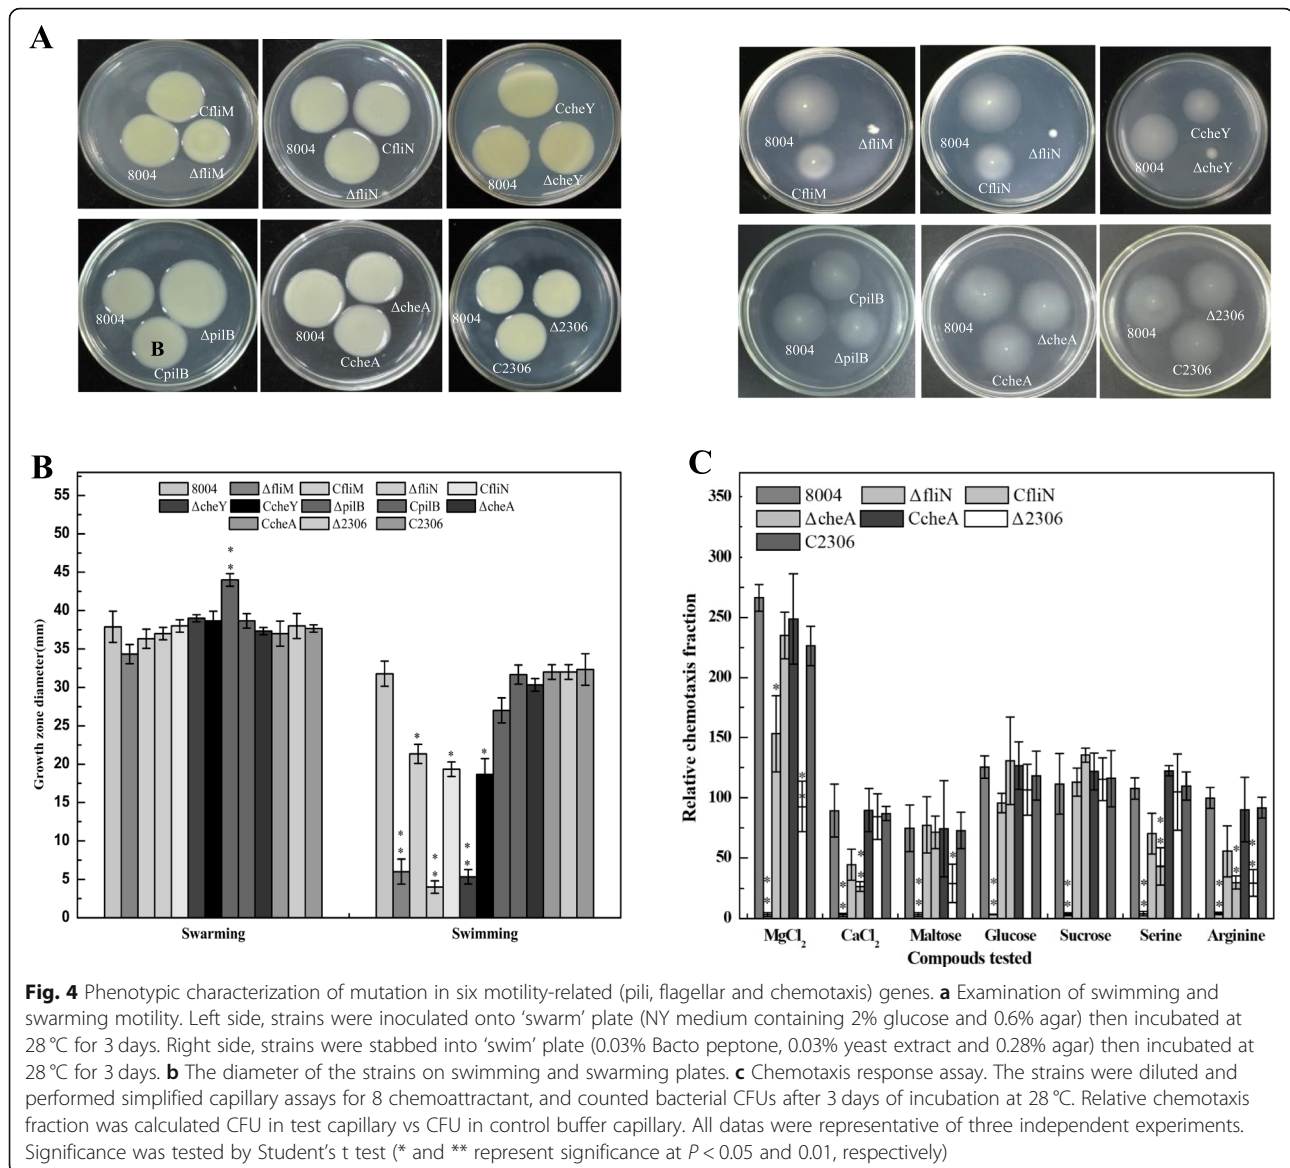 A
CfliM
8004
ΔfliM
8004
CfliN
ΔfliN
CcheY
8004
ΔcheY
8004
ΔpilB
B
CpilB
ΔcheA
8004
CcheA
8004
Δ2306
C2306
8004
ΔfliM
CfliM
8004
ΔfliN
CfliN
CcheY
8004
ΔcheY
CpilB
8004
ΔpilB
8004
ΔcheA
CcheA
Δ2306
8004
C2306
B
8004 ΔfliM CfliM ΔfliN CfliN
ΔcheY CcheY ΔpilB CpilB ΔcheA
CcheA Δ2306 C2306
Growth zone diameter(mm)
55
50
45
40
35
30
25
20
15
10
5
0
* *
* *
*
* *
*
* *
*
Swarming Swimming
C
8004 ΔfliN CfliN
ΔcheA CcheA Δ2306
C2306
Relative chemotaxis fraction
350
300
250
200
150
100
50
0
* *
*
* *
* *
* *
* *
*
* *
* *
* *
* *
* *
* *
* *
MgCl2 CaCl2 Maltose Glucose Sucrose Serine Arginine
Compouds tested
Fig. 4 Phenotypic characterization of mutation in six motility-related (pili, flagellar and chemotaxis) genes. a Examination of swimming and
swarming motility. Left side, strains were inoculated onto ‘swarm’ plate (NY medium containing 2% glucose and 0.6% agar) then incubated at
28 °C for 3 days. Right side, strains were stabbed into ‘swim’ plate (0.03% Bacto peptone, 0.03% yeast extract and 0.28% agar) then incubated at
28 °C for 3 days. b The diameter of the strains on swimming and swarming plates. c Chemotaxis response assay. The strains were diluted and
performed simplified capillary assays for 8 chemoattractant, and counted bacterial CFUs after 3 days of incubation at 28 °C. Relative chemotaxis
fraction was calculated CFU in test capillary vs CFU in control buffer capillary. All datas were representative of three independent experiments.
Significance was tested by Student’s t test (* and ** represent significance at P < 0.05 and 0.01, respectively)